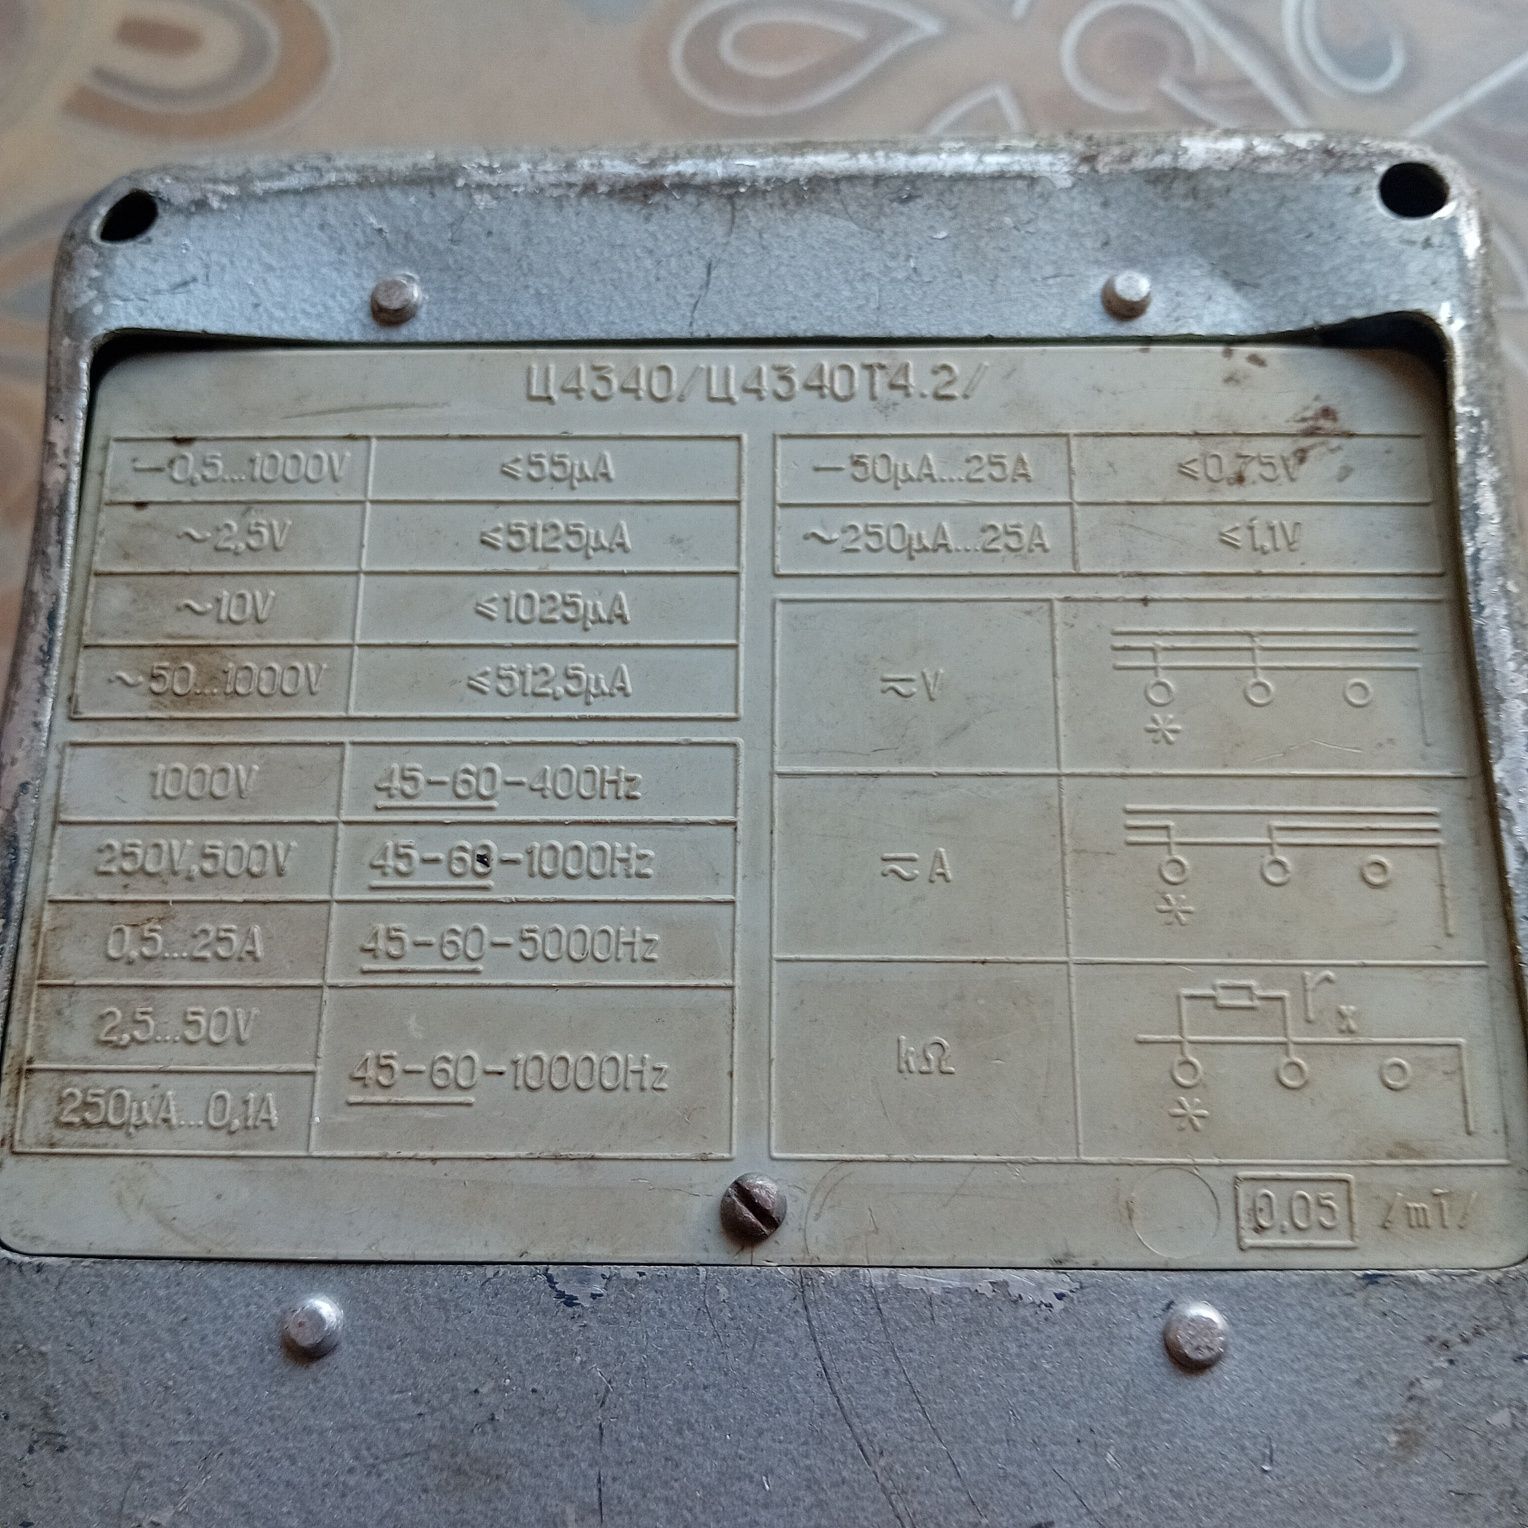 Ц4340/Ц4340Т4.2/
—0,5...1000V ≤55µA
~2,5V ≤5125µA
~10V ≤1025µA
~50...1000V ≤512,5µA
1000V 45-60-400Hz
250V,500V 45-60-1000Hz
0,5...25A 45-60-5000Hz
2,5...50V
45-60-10000Hz
250µA...0,1A
—50µA...25A ≤0,75V
~250µA...25A ≤1,1V
≂V
*
≂A
*
kΩ
rx
*
0.05 /mT/